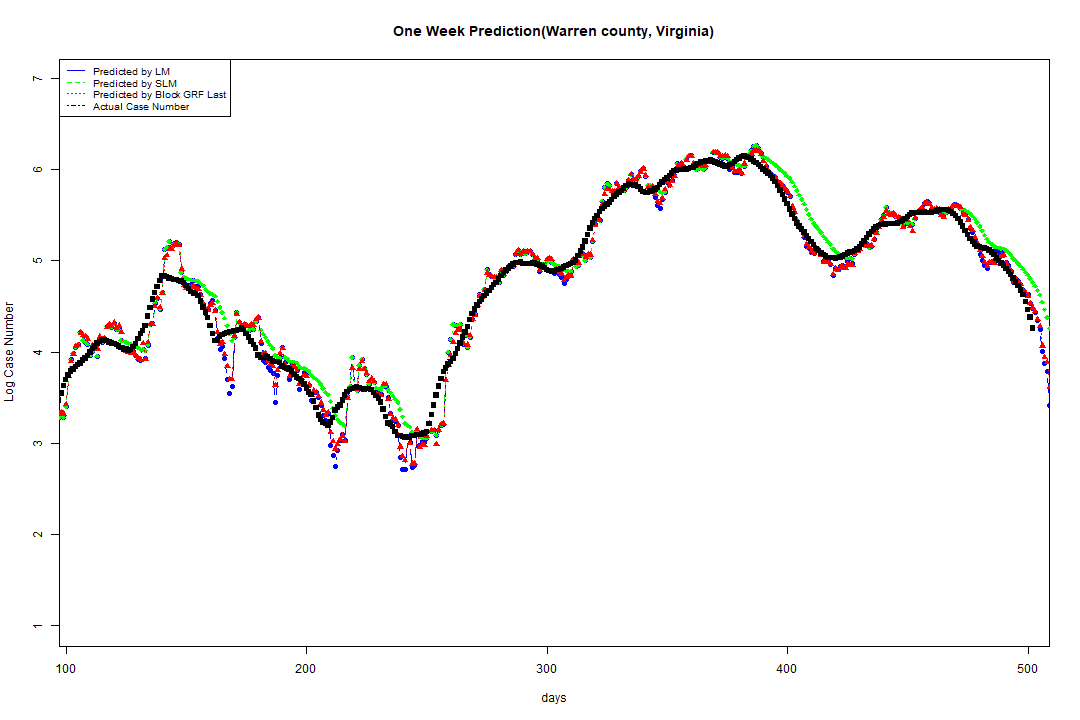 One Week Prediction(Warren county, Virginia)
Predicted by LM
Predicted by SLM
Predicted by Block GRF Last
Actual Case Number
7
6
5
4
3
2
1
Log Case Number
100 200 300 400 500
days